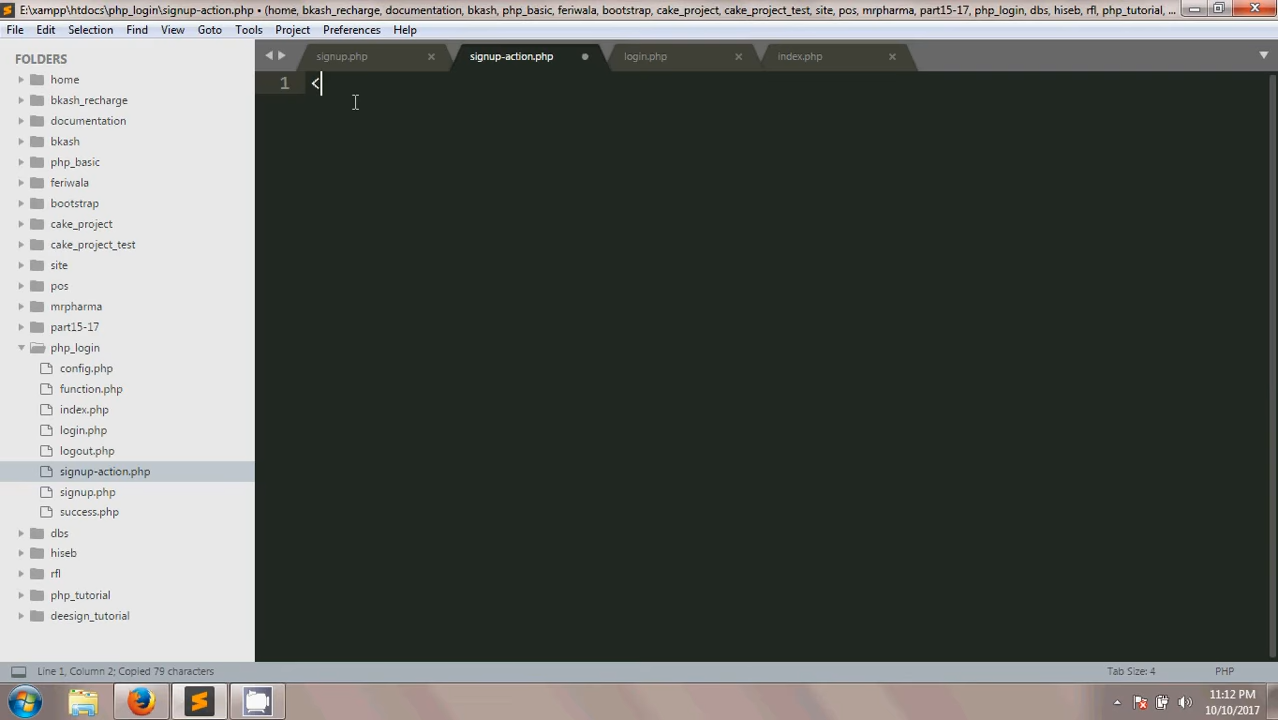 E:\xampp\htdocs\php_login\signup-action.php • (home, bkash_recharge, documentation, bkash, php_basic, feriwala, bootstrap, cake_project, cake_project_test, site, pos, mrpharma, part15-17, php_login, dbs, hiseb, rfl, php_tutorial, ...
File Edit Selection Find View Goto Tools Project Preferences Help
FOLDERS
signup.php signup-action.php login.php index.php
home
1 <
bkash_recharge
documentation
bkash
php_basic
feriwala
bootstrap
cake_project
cake_project_test
site
pos
mrpharma
part15-17
php_login
config.php
function.php
index.php
login.php
logout.php
signup-action.php
signup.php
success.php
dbs
hiseb
rfl
php_tutorial
deesign_tutorial
Line 1, Column 2; Copied 79 characters Tab Size: 4 PHP
11:12 PM
10/10/2017